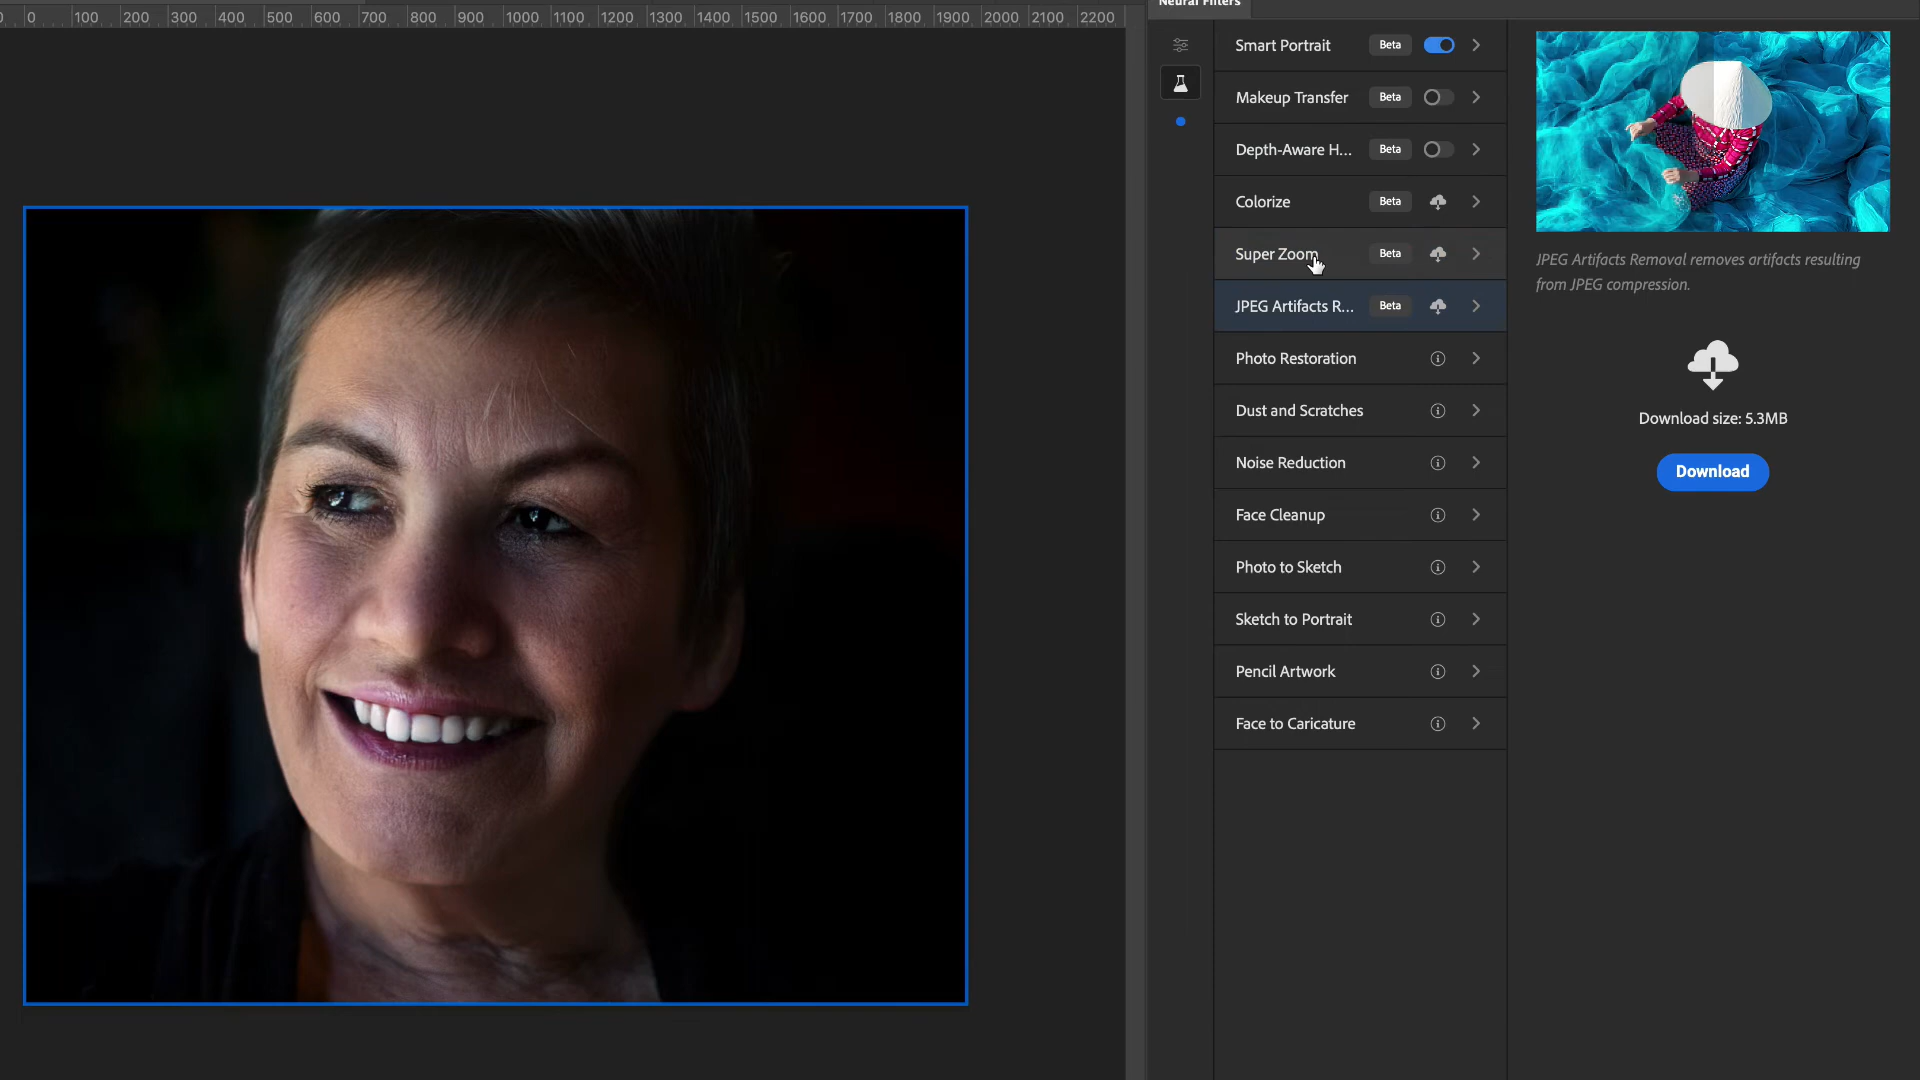 0 0 100 200 300 400 500 600 700 800 900 1000 1100 1200 1300 1400 1500 1600 1700 1800 1900 2000 2100 2200
Neural Filters
Smart Portrait Beta
Makeup Transfer Beta
Depth-Aware H... Beta
Colorize Beta
Super Zoom Beta
JPEG Artifacts R... Beta
Photo Restoration
Dust and Scratches
Noise Reduction
Face Cleanup
Photo to Sketch
Sketch to Portrait
Pencil Artwork
Face to Caricature
JPEG Artifacts Removal removes artifacts resulting
from JPEG compression.
Download size: 5.3MB
Download